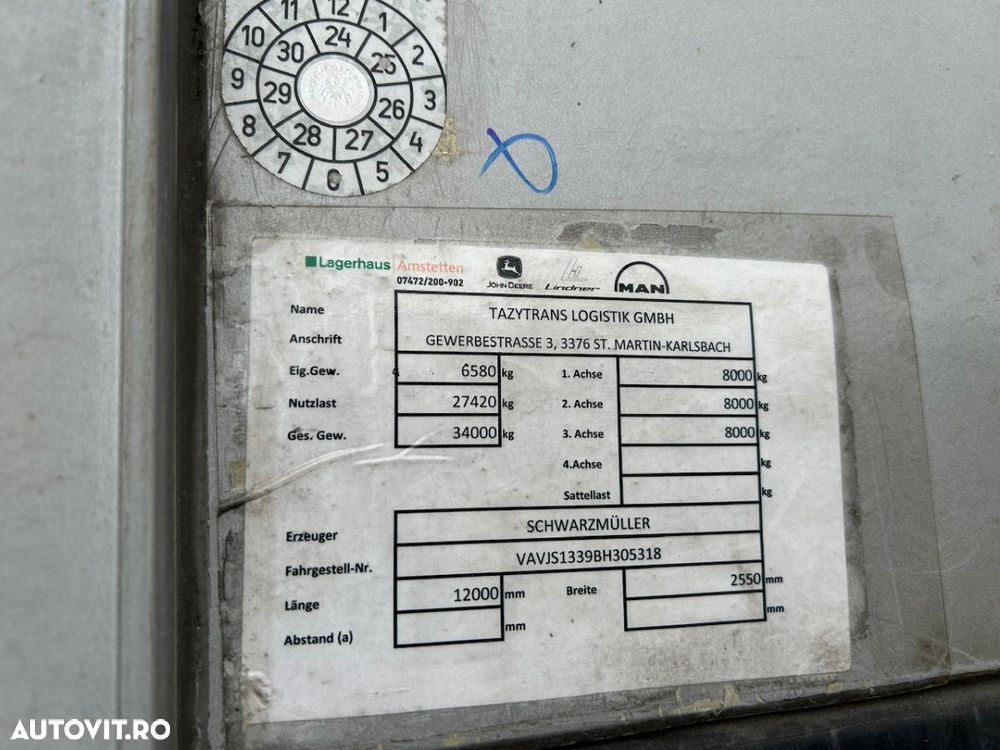 11 12 1 2 3 4 5 6 7 8 9 10
24 25 26 27 28 29 30
Lagerhaus Amstetten
07472/200-902
JOHN DEERE
Lindner
MAN
Name TAZYTRANS LOGISTIK GMBH
Anschrift GEWERBESTRASSE 3, 3376 ST. MARTIN-KARLSBACH
Eig.Gew. 6580 kg 1. Achse 8000 kg
Nutzlast 27420 kg 2. Achse 8000 kg
Ges. Gew. 34000 kg 3. Achse 8000 kg
4.Achse kg
Sattellast kg
Erzeuger SCHWARZMÜLLER
Fahrgestell-Nr. VAVJS1339BH305318
Länge 12000 mm Breite 2550 mm
Abstand (a) mm mm
AUTOVIT.RO